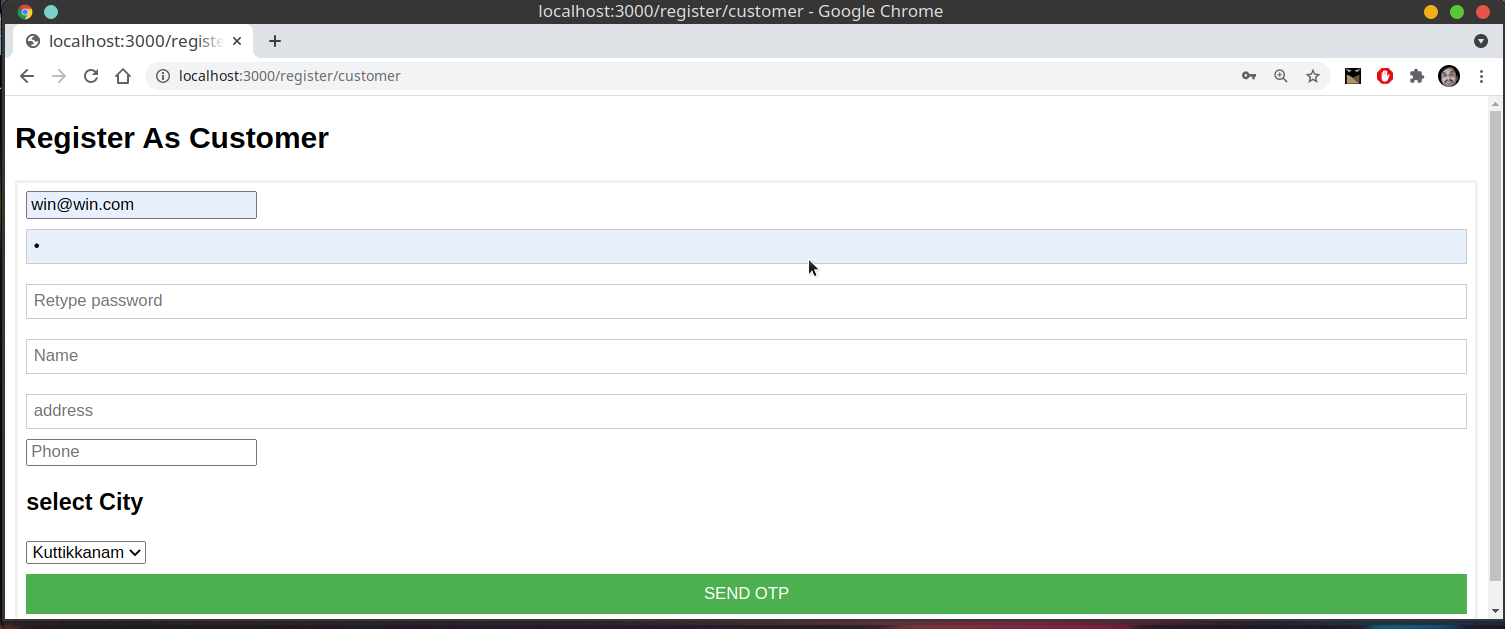 localhost:3000/register/customer - Google Chrome
localhost:3000/registe
localhost:3000/register/customer
Register As Customer
win@win.com
•
Retype password
Name
address
Phone
select City
Kuttikkanam
SEND OTP